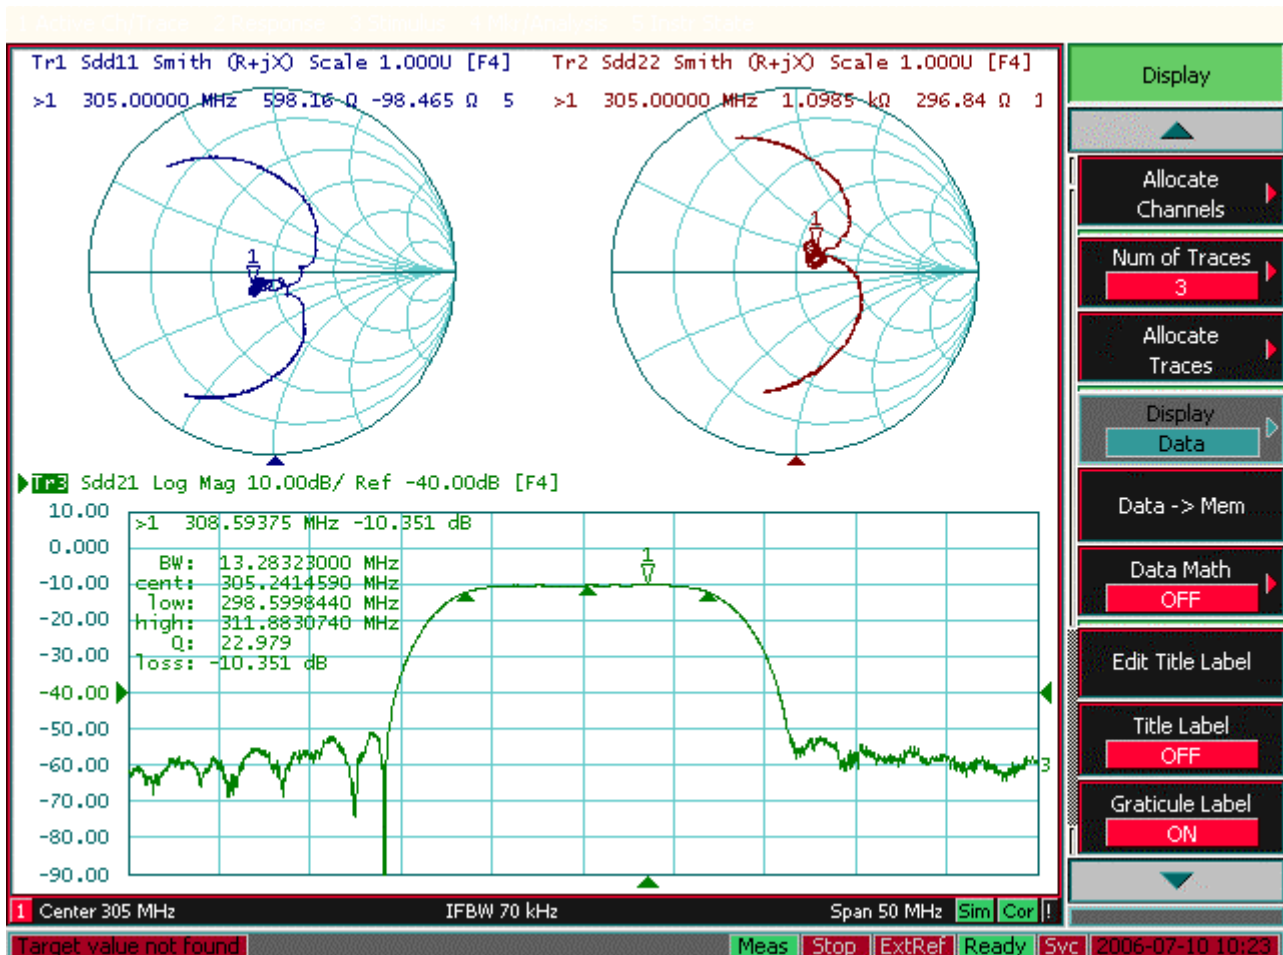 Tr1 Sdd11 Smith (R+jX) Scale 1.000U [F4]
>1 305.00000 MHz 598.16 Ω -98.465 Ω 5
Tr2 Sdd22 Smith (R+jX) Scale 1.000U [F4]
>1 305.00000 MHz 1.0985 kΩ 296.84 Ω 1
1
1
Tr3 Sdd21 Log Mag 10.00dB/ Ref -40.00dB [F4]
>1 308.59375 MHz -10.351 dB
BW: 13.28323000 MHz
cent: 305.2414590 MHz
low: 298.5998440 MHz
high: 311.8830740 MHz
Q: 22.979
loss: -10.351 dB
1
10.00
0.000
-10.00
-20.00
-30.00
-40.00
-50.00
-60.00
-70.00
-80.00
-90.00
3
1 Center 305 MHz IFBW 70 kHz Span 50 MHz Sim Cor !
Target value not found Meas Stop ExtRef Ready Svc 2006-07-10 10:23
Display
Allocate
Channels
Num of Traces
3
Allocate
Traces
Display
Data
Data -> Mem
Data Math
OFF
Edit Title Label
Title Label
OFF
Graticule Label
ON